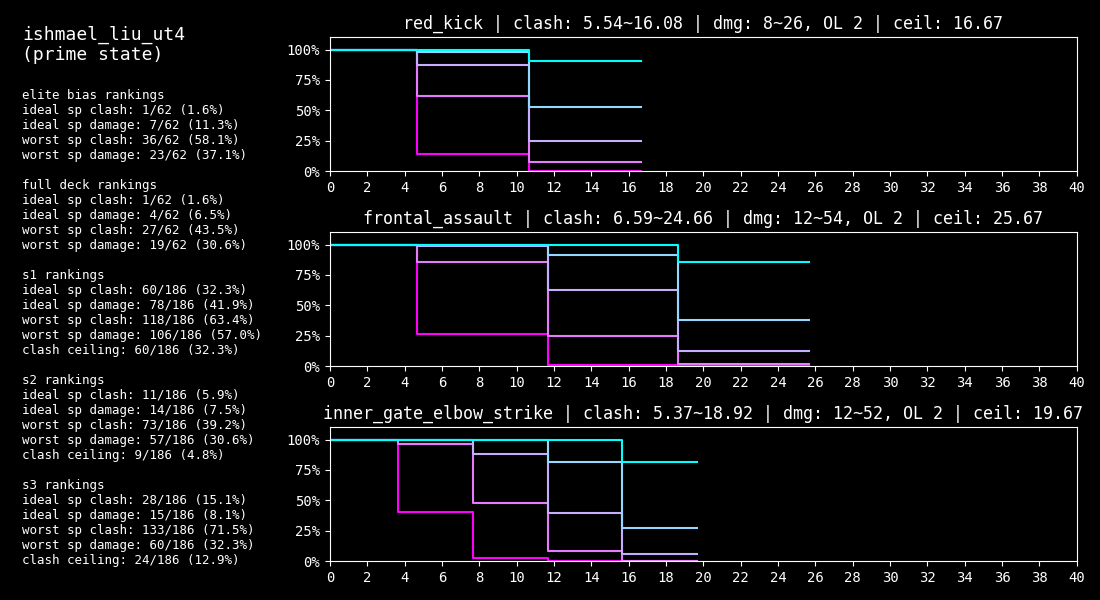 ishmael_liu_ut4
(prime state)
elite bias rankings
ideal sp clash: 1/62 (1.6%)
ideal sp damage: 7/62 (11.3%)
worst sp clash: 36/62 (58.1%)
worst sp damage: 23/62 (37.1%)
full deck rankings
ideal sp clash: 1/62 (1.6%)
ideal sp damage: 4/62 (6.5%)
worst sp clash: 27/62 (43.5%)
worst sp damage: 19/62 (30.6%)
s1 rankings
ideal sp clash: 60/186 (32.3%)
ideal sp damage: 78/186 (41.9%)
worst sp clash: 118/186 (63.4%)
worst sp damage: 106/186 (57.0%)
clash ceiling: 60/186 (32.3%)
s2 rankings
ideal sp clash: 11/186 (5.9%)
ideal sp damage: 14/186 (7.5%)
worst sp clash: 73/186 (39.2%)
worst sp damage: 57/186 (30.6%)
clash ceiling: 9/186 (4.8%)
s3 rankings
ideal sp clash: 28/186 (15.1%)
ideal sp damage: 15/186 (8.1%)
worst sp clash: 133/186 (71.5%)
worst sp damage: 60/186 (32.3%)
clash ceiling: 24/186 (12.9%)
red_kick | clash: 5.54~16.08 | dmg: 8~26, OL 2 | ceil: 16.67
100%
75%
50%
25%
0%
0 2 4 6 8 10 12 14 16 18 20 22 24 26 28 30 32 34 36 38 40
frontal_assault | clash: 6.59~24.66 | dmg: 12~54, OL 2 | ceil: 25.67
100%
75%
50%
25%
0%
0 2 4 6 8 10 12 14 16 18 20 22 24 26 28 30 32 34 36 38 40
inner_gate_elbow_strike | clash: 5.37~18.92 | dmg: 12~52, OL 2 | ceil: 19.67
100%
75%
50%
25%
0%
0 2 4 6 8 10 12 14 16 18 20 22 24 26 28 30 32 34 36 38 40